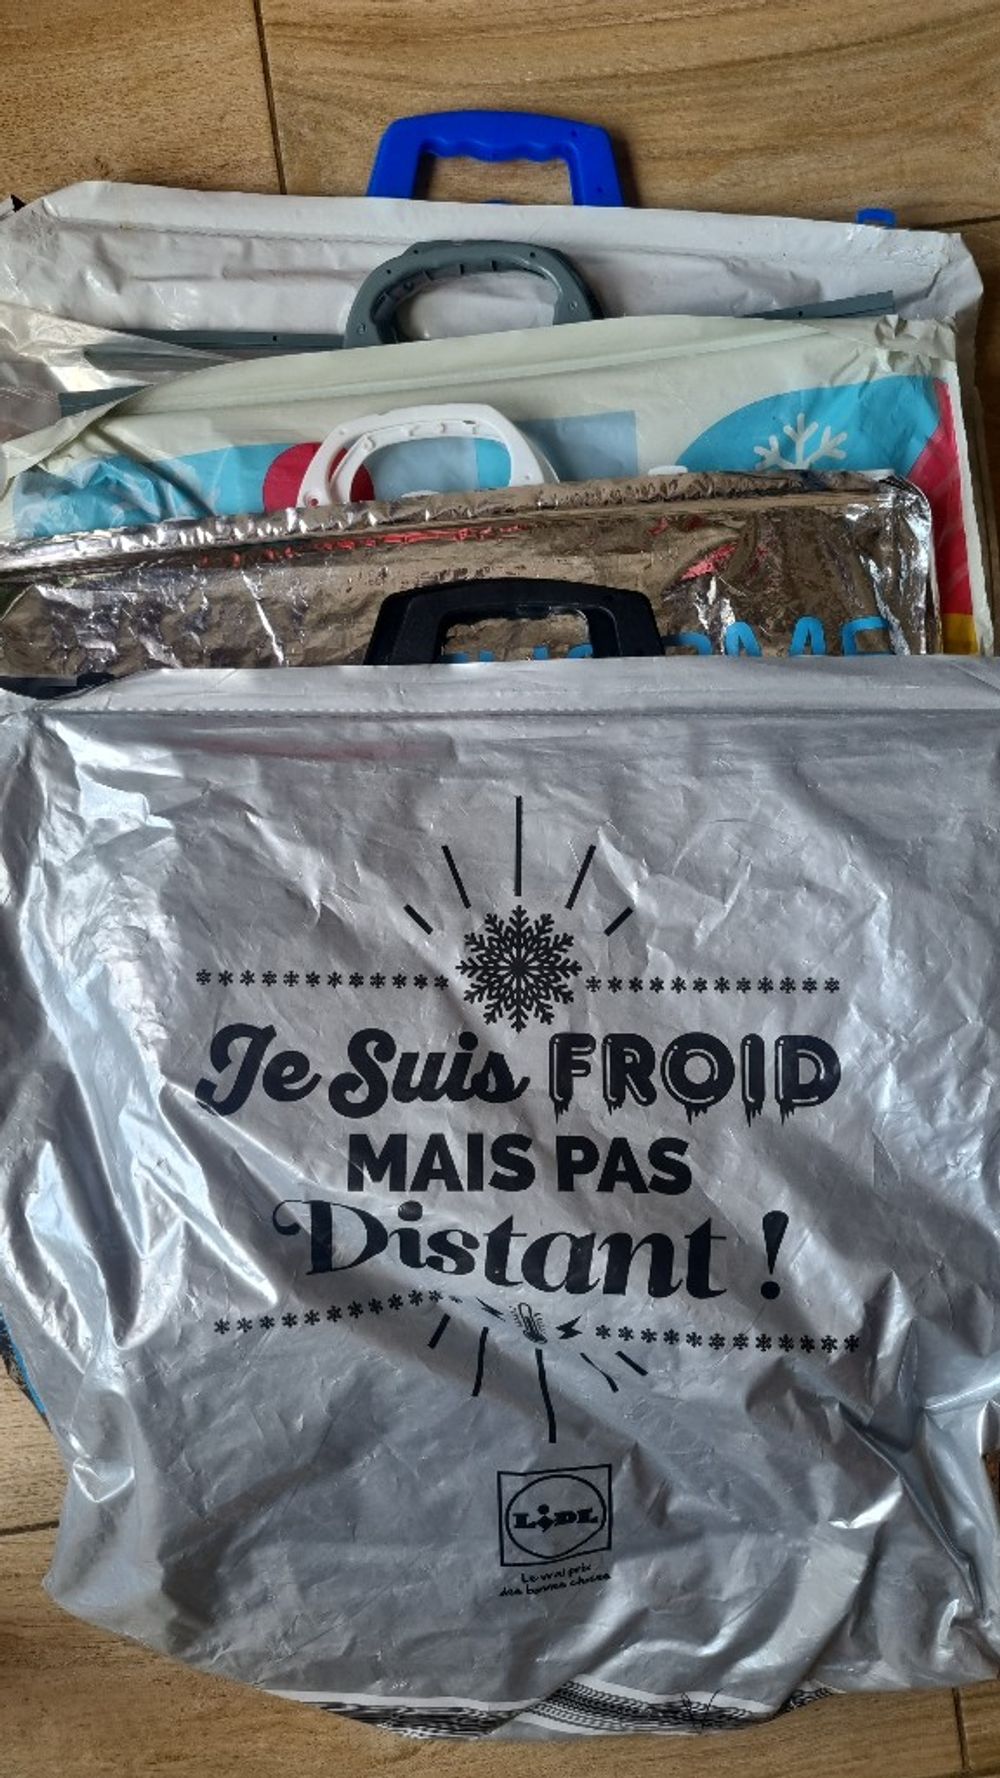 Je Suis FROID
MAIS PAS
Distant !
LIDL
Le vrai prix
des bonnes choses